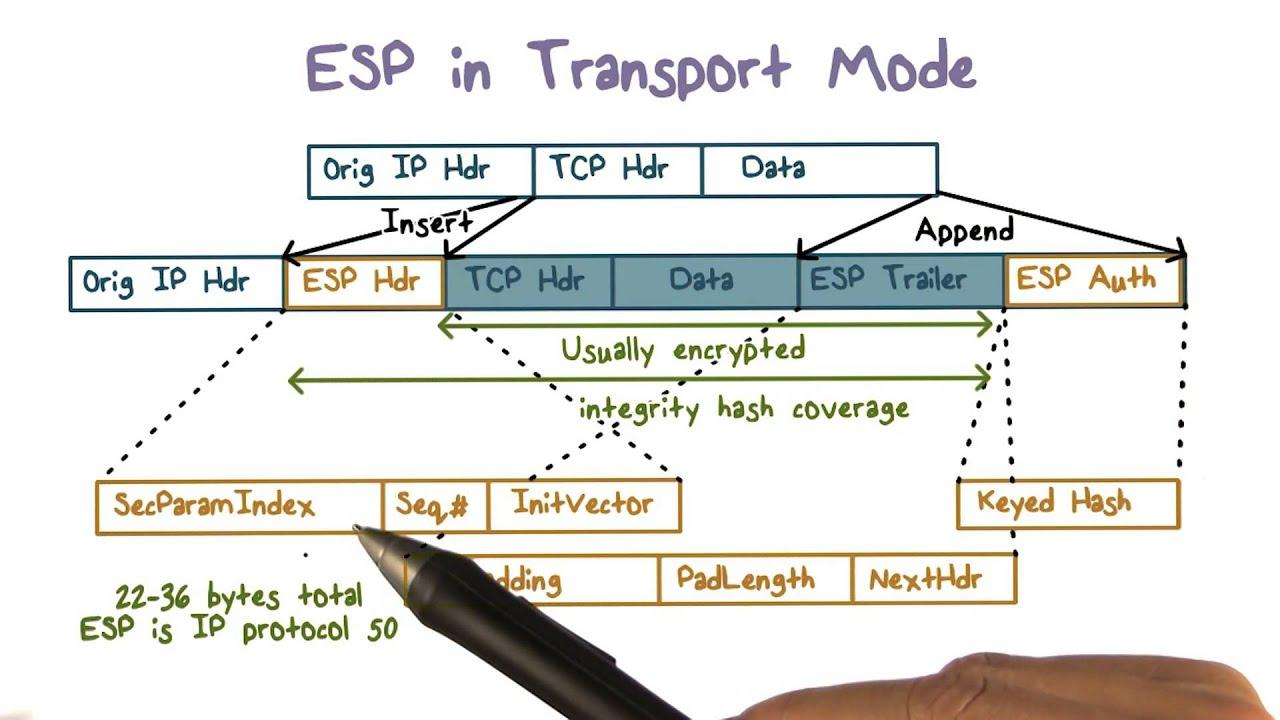 ESP in Transport Mode
Orig IP Hdr TCP Hdr Data
Insert Append
Orig IP Hdr ESP Hdr TCP Hdr Data ESP Trailer ESP Auth
Usually encrypted
integrity hash coverage
SecParamIndex Seq# InitVector Keyed Hash
PadLength NextHdr
22-36 bytes total
ESP is IP protocol 50